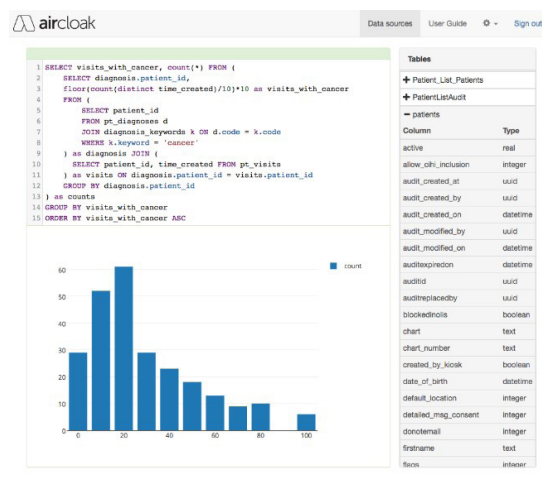 aircloak
Data sources User Guide Sign out
1 SELECT visits_with_cancer, count(*) FROM (
2 SELECT diagnosis.patient_id,
3 floor(count(distinct time_created)/10)*10 as visits_with_cancer
4 FROM (
5 SELECT patient_id
6 FROM pt_diagnoses d
7 JOIN diagnosis_keywords k ON d.code = k.code
8 WHERE k.keyword = 'cancer'
9 ) as diagnosis JOIN (
10 SELECT patient_id, time_created FROM pt_visits
11 ) as visits ON diagnosis.patient_id = visits.patient_id
12 GROUP BY diagnosis.patient_id
13 ) as counts
14 GROUP BY visits_with_cancer
15 ORDER BY visits_with_cancer ASC
60
50
40
30
20
10
0
0 20 40 60 80 100
count
Tables
Patient_List_Patients
PatientListAudit
patients
Column Type
active real
allow_oihi_inclusion integer
audit_created_at uuid
audit_created_by uuid
audit_created_on datetime
audit_modified_by uuid
audit_modified_on datetime
auditexpiredon datetime
auditid uuid
auditreplacedby uuid
blockedinolis boolean
chart text
chart_number text
created_by_kiosk boolean
date_of_birth datetime
default_location integer
detailed_msg_consent integer
donotemail integer
firstname text
flags integer